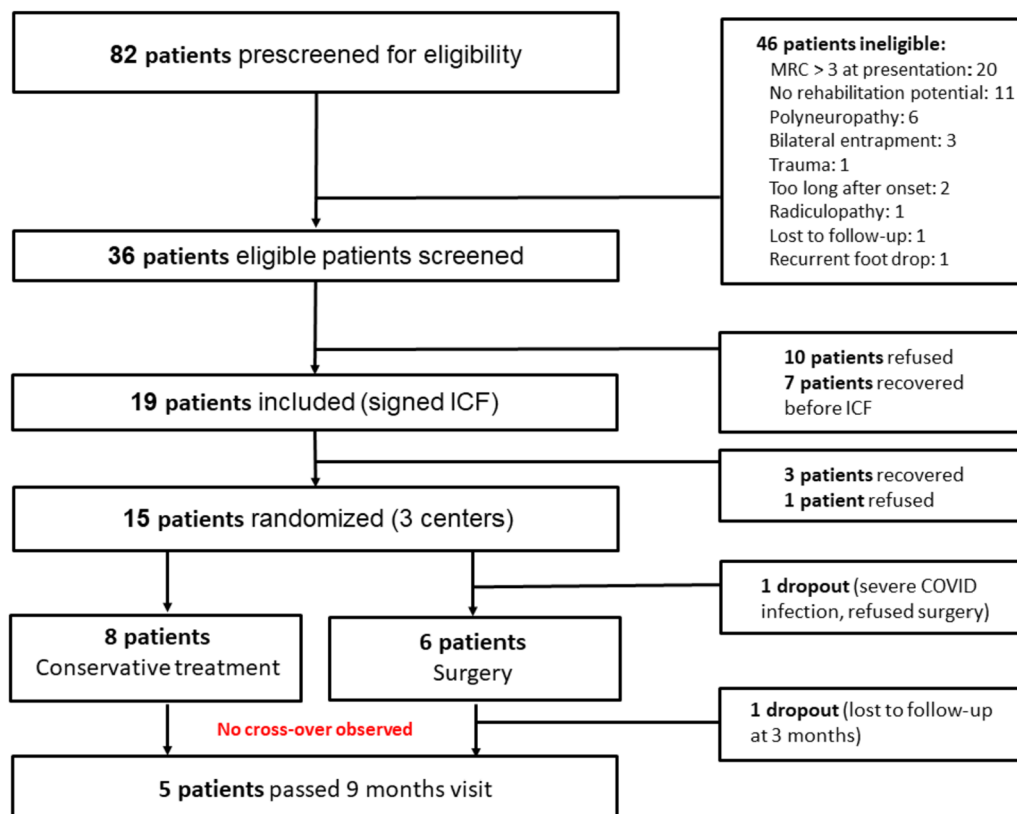 82 patients prescreened for eligibility
46 patients ineligible:
MRC > 3 at presentation: 20
No rehabilitation potential: 11
Polyneuropathy: 6
Bilateral entrapment: 3
Trauma: 1
Too long after onset: 2
Radiculopathy: 1
Lost to follow-up: 1
Recurrent foot drop: 1
36 patients eligible patients screened
10 patients refused
7 patients recovered
before ICF
19 patients included (signed ICF)
3 patients recovered
1 patient refused
15 patients randomized (3 centers)
1 dropout (severe COVID
infection, refused surgery)
8 patients
Conservative treatment
6 patients
Surgery
No cross-over observed
1 dropout (lost to follow-up
at 3 months)
5 patients passed 9 months visit